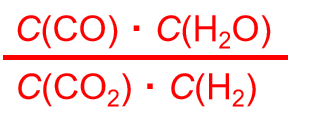 C(CO) · C(H₂O)
C(CO₂) · C(H₂)